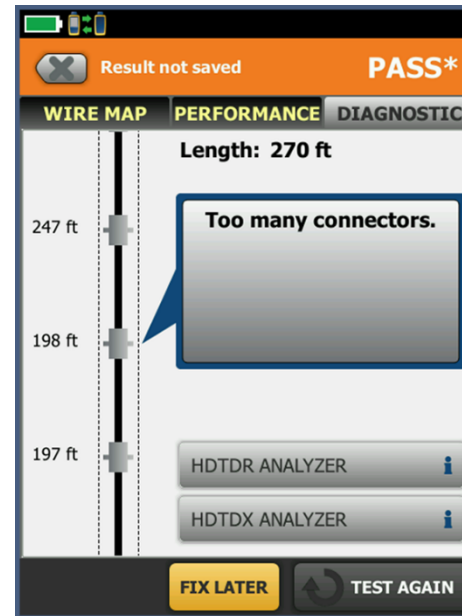 Result not saved
PASS*
WIRE MAP PERFORMANCE DIAGNOSTIC
Length: 270 ft
247 ft
Too many connectors.
198 ft
197 ft
HDTDR ANALYZER i
HDTDX ANALYZER i
FIX LATER
TEST AGAIN